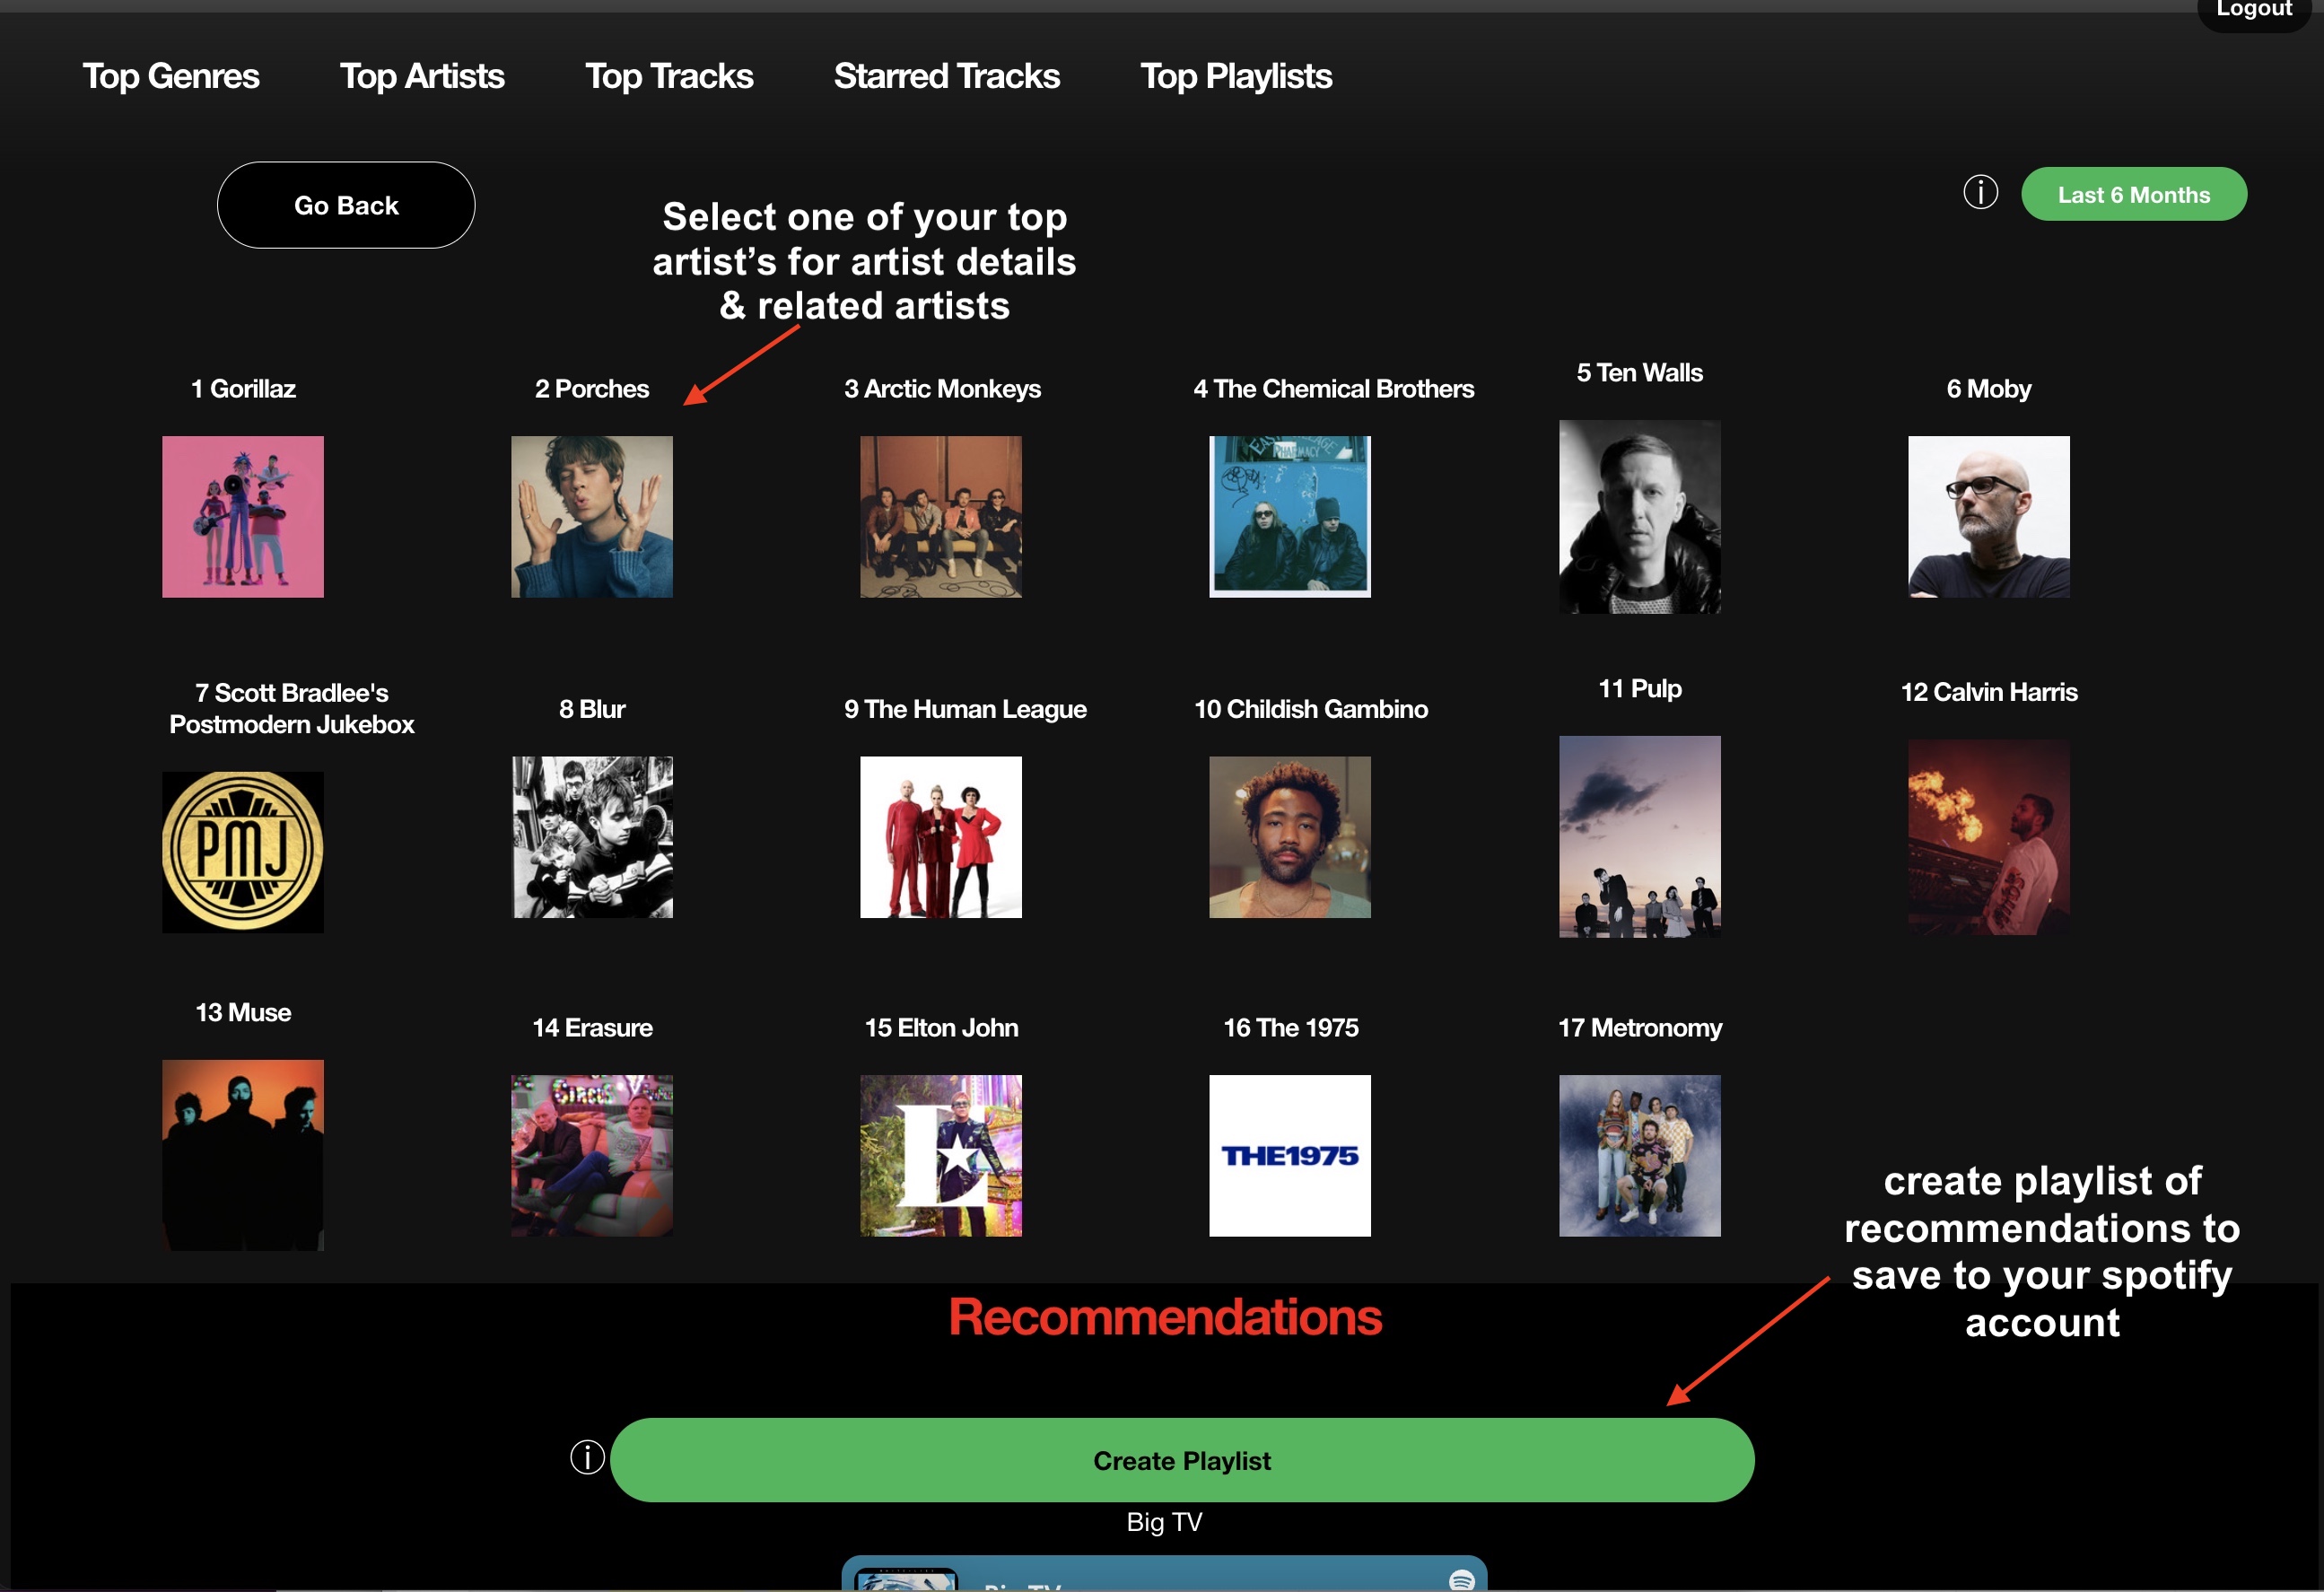 Logout
Top Genres Top Artists Top Tracks Starred Tracks Top Playlists
Go Back
Last 6 Months
Select one of your top
artist’s for artist details
& related artists
1 Gorillaz
2 Porches
3 Arctic Monkeys
4 The Chemical Brothers
5 Ten Walls
6 Moby
PHARMACY
7 Scott Bradlee's
Postmodern Jukebox
8 Blur
9 The Human League
10 Childish Gambino
11 Pulp
12 Calvin Harris
PMJ
13 Muse
14 Erasure
15 Elton John
16 The 1975
17 Metronomy
E
THE1975
create playlist of
recommendations to
save to your spotify
account
Recommendations
Create Playlist
Big TV
Big TV